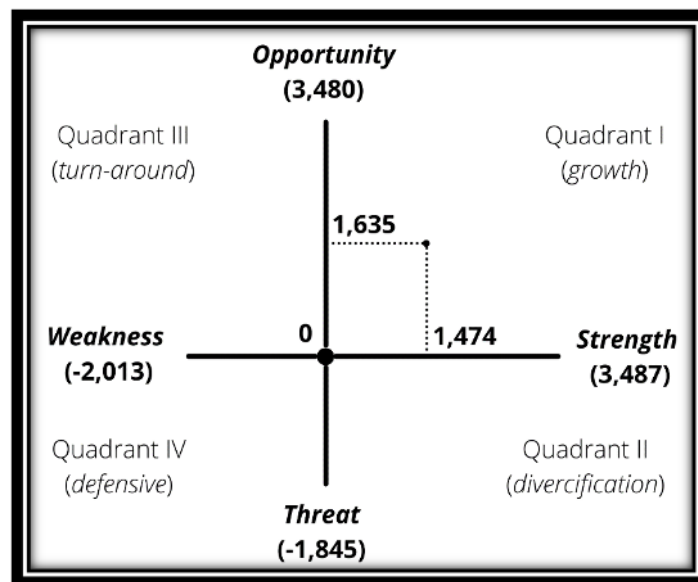 Opportunity
(3,480)
Quadrant III
(turn-around)
Quadrant I
(growth)
1,635
Weakness
(-2,013)
0
1,474
Strength
(3,487)
Quadrant IV
(defensive)
Quadrant II
(divercification)
Threat
(-1,845)